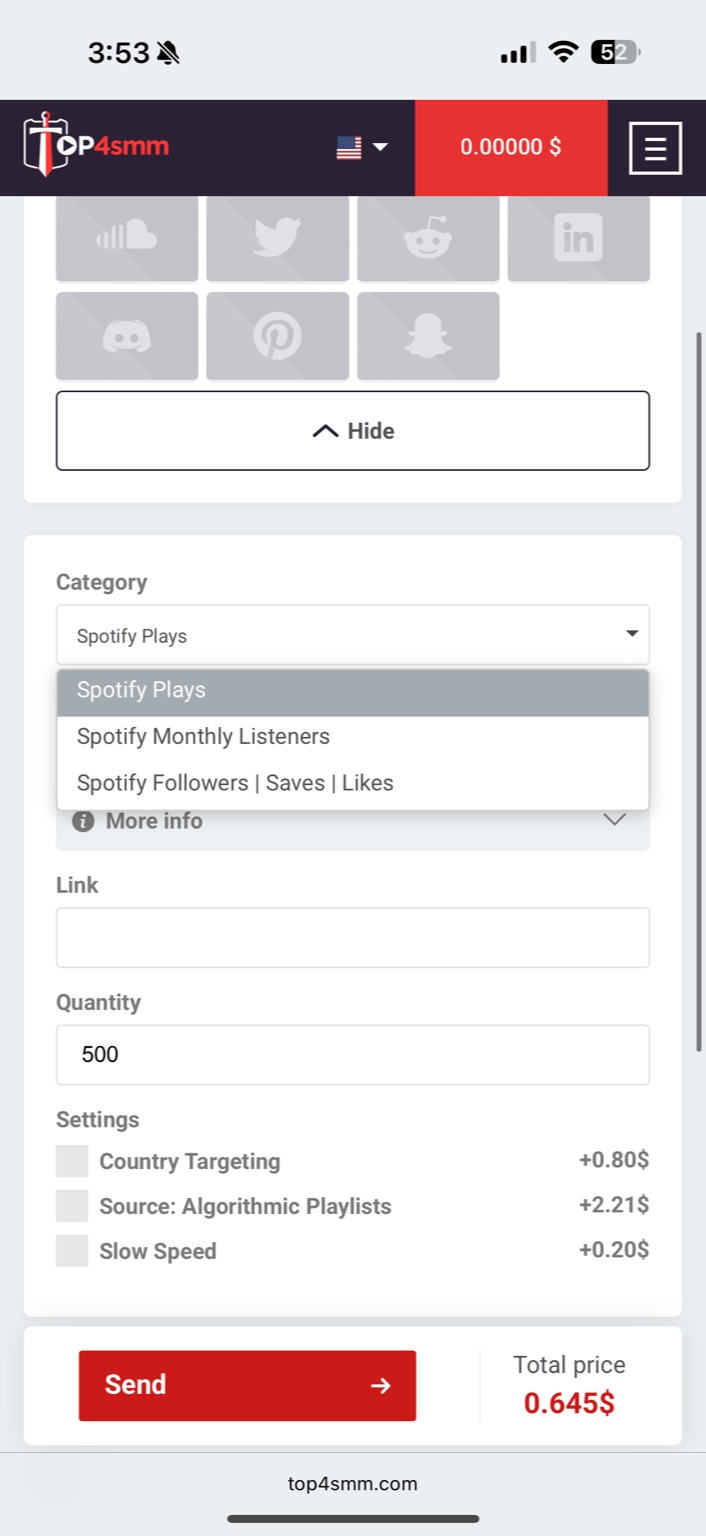 3:53
52
TOP4smm
0.00000 $
in
Hide
Category
Spotify Plays
Spotify Plays
Spotify Monthly Listeners
Spotify Followers | Saves | Likes
More info
Link
Quantity
500
Settings
Country Targeting +0.80$
Source: Algorithmic Playlists +2.21$
Slow Speed +0.20$
Send → Total price
0.645$
top4smm.com